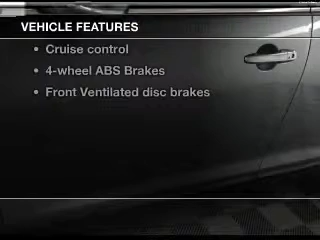 VEHICLE FEATURES
• Cruise control
• 4-wheel ABS Brakes
• Front Ventilated disc brakes